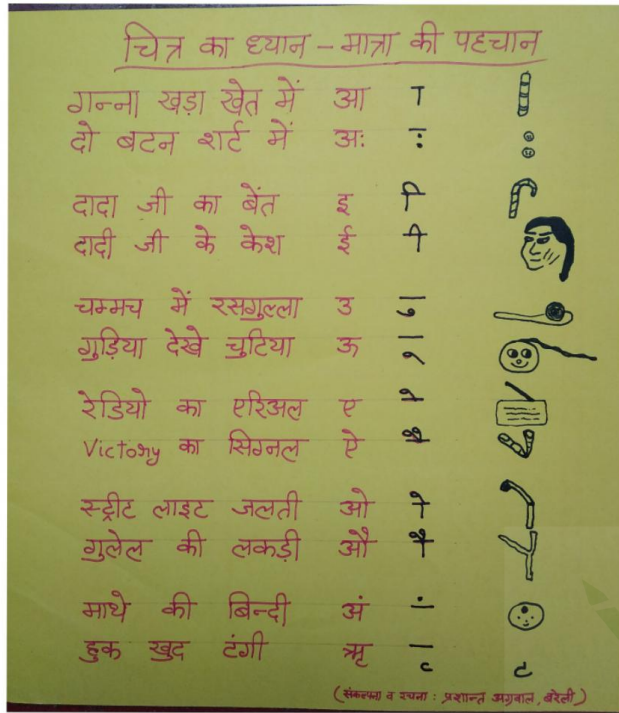 चित्र का ध्यान – मात्रा की पहचान
गन्ना खड़ा खेत में आ ा
दो बटन शर्ट में अः ः
दादा जी का बेंत इ ि
दादी जी के केश ई ी
चम्मच में रसगुल्ला उ ु
गुड़िया देखे चुटिया ऊ ू
रेडियो का एरिअल ए े
Victory का सिग्नल ऐ ै
स्ट्रीट लाइट जलती ओ ो
गुलेल की लकड़ी औ ौ
माथे की बिन्दी अं ं
हुक खुद टंगी ऋ ृ
(संकल्पना व रचना : प्रशान्त अग्रवाल, बरेली)